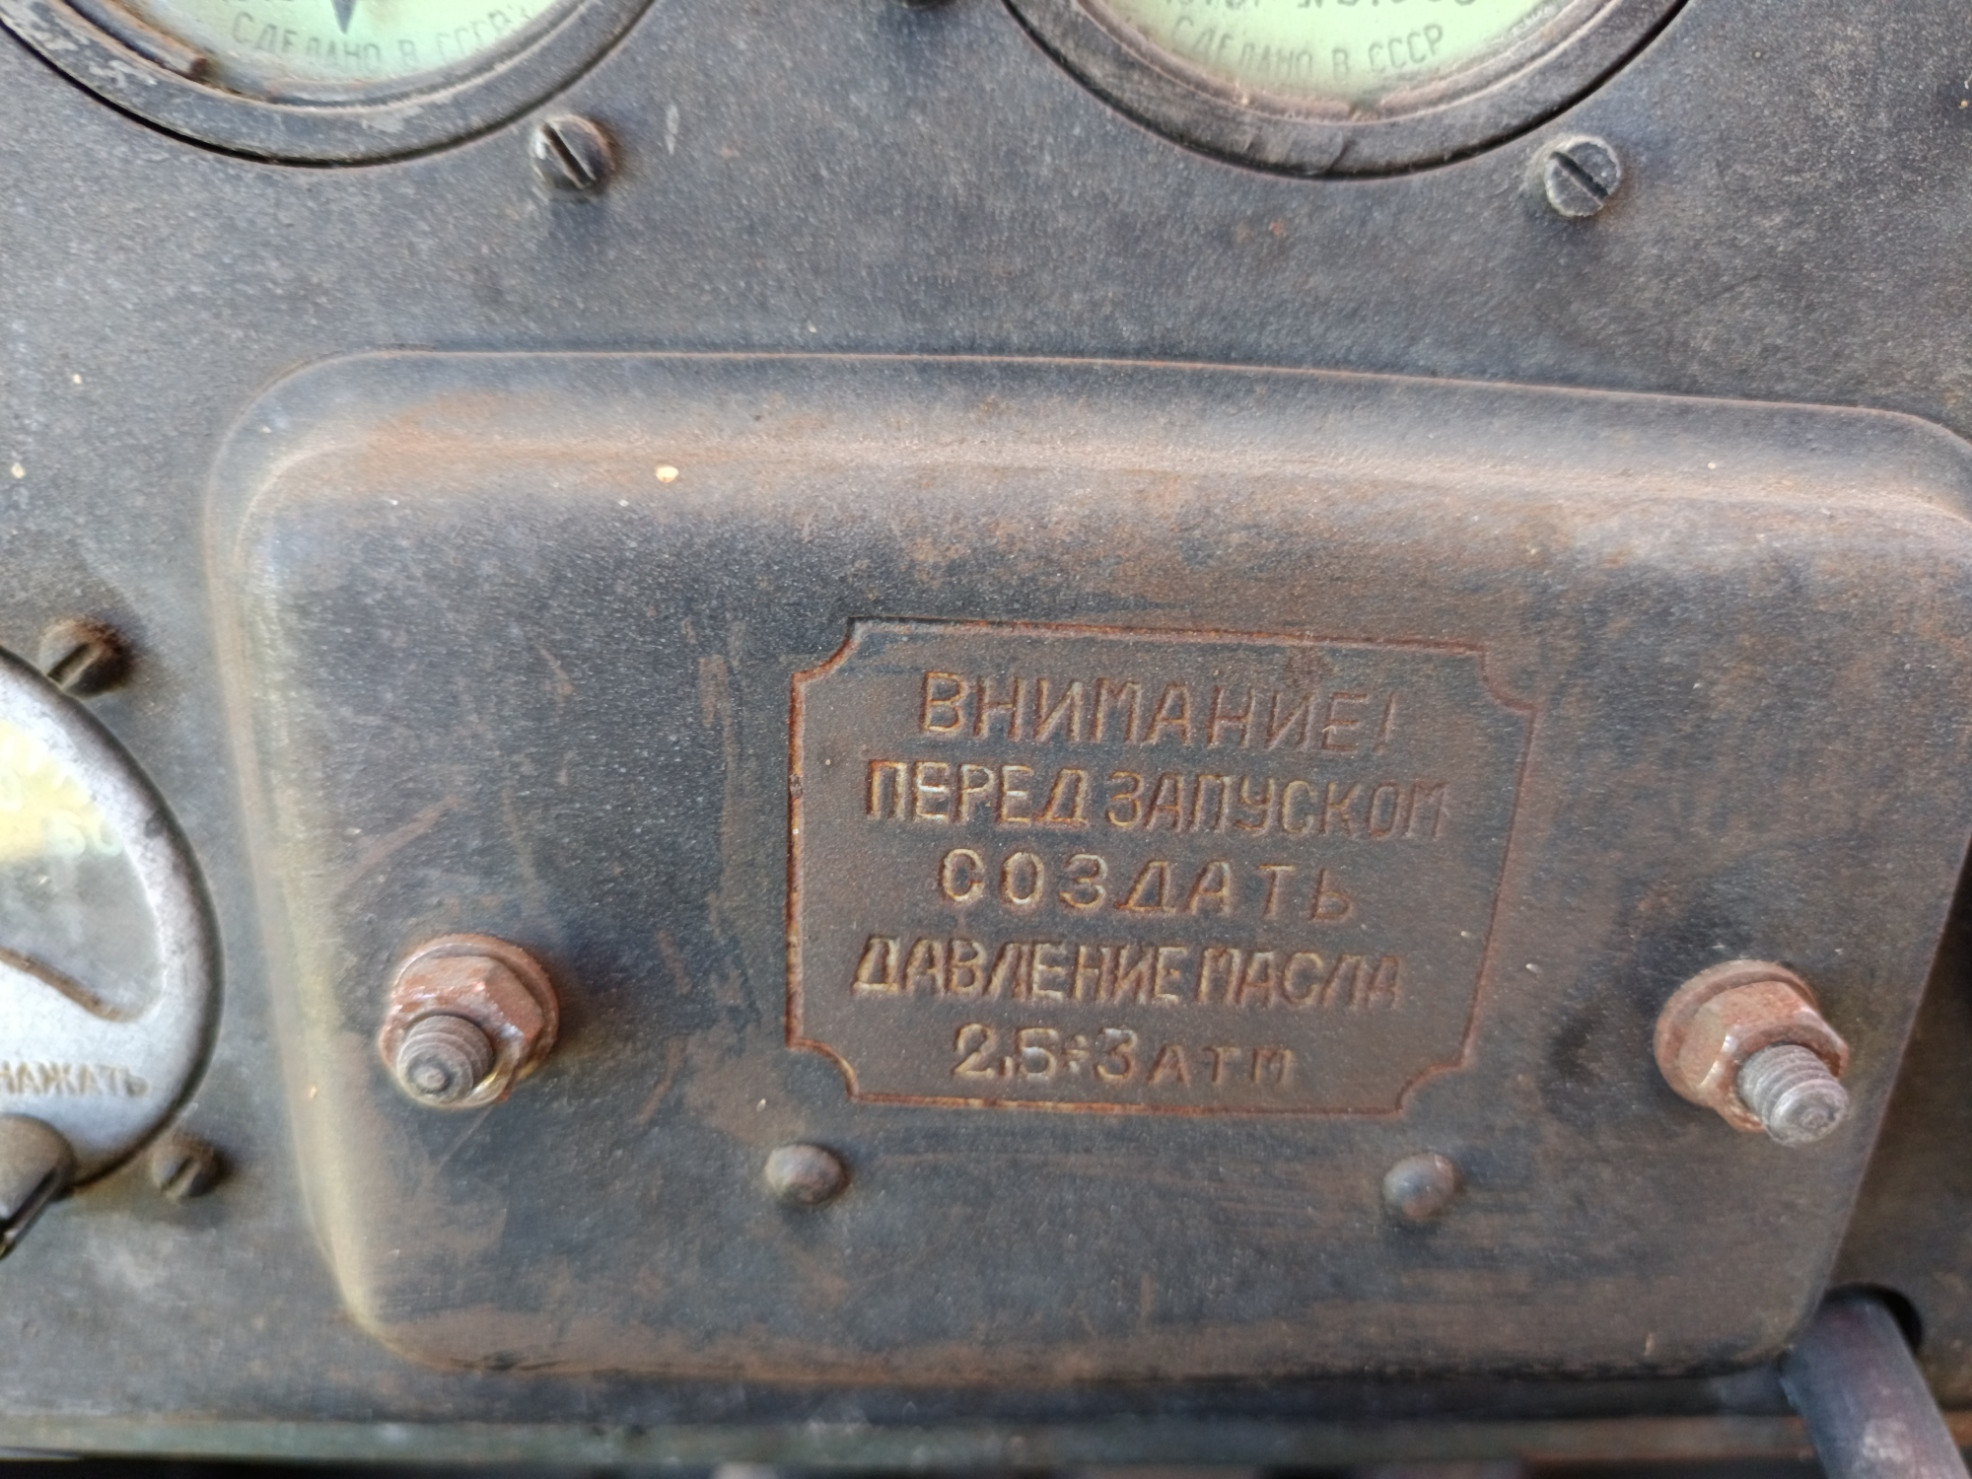 СДЕЛАНО В СССР
СДЕЛАНО В СССР
ВНИМАНИЕ!
ПЕРЕД ЗАПУСКОМ
СОЗДАТЬ
ДАВЛЕНИЕ МАСЛА
2,5÷3 АТМ
НАЖАТЬ